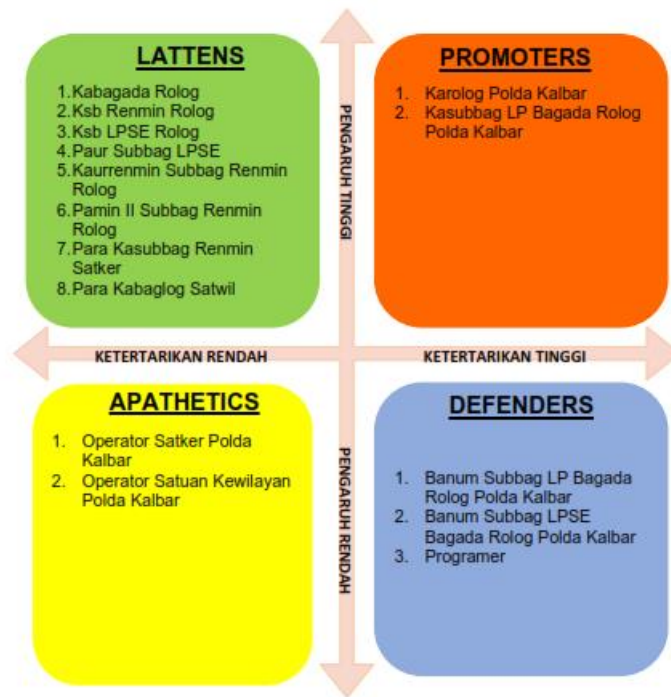 LATTENS
1.Kabagada Rolog
2.Ksb Renmin Rolog
3.Ksb LPSE Rolog
4.Paur Subbag LPSE
5.Kaurrenmin Subbag Renmin
Rolog
6.Pamin II Subbag Renmin
Rolog
7.Para Kasubbag Renmin
Satker
8.Para Kabaglog Satwil
PENGARUH TINGGI
PROMOTERS
1. Karolog Polda Kalbar
2. Kasubbag LP Bagada Rolog
Polda Kalbar
KETERTARIKAN RENDAH
KETERTARIKAN TINGGI
APATHETICS
1. Operator Satker Polda
Kalbar
2. Operator Satuan Kewilayan
Polda Kalbar
PENGARUH RENDAH
DEFENDERS
1. Banum Subbag LP Bagada
Rolog Polda Kalbar
2. Banum Subbag LPSE
Bagada Rolog Polda Kalbar
3. Programer